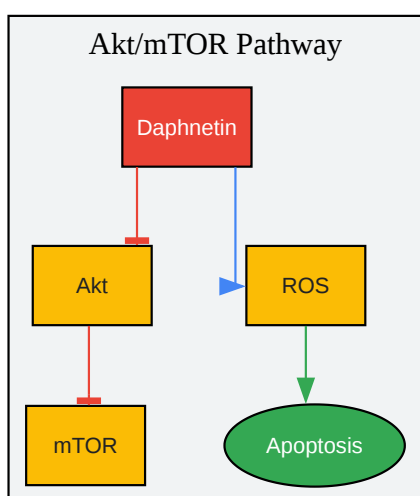 Akt/mTOR Pathway
Daphnetin
Akt
ROS
mTOR
Apoptosis